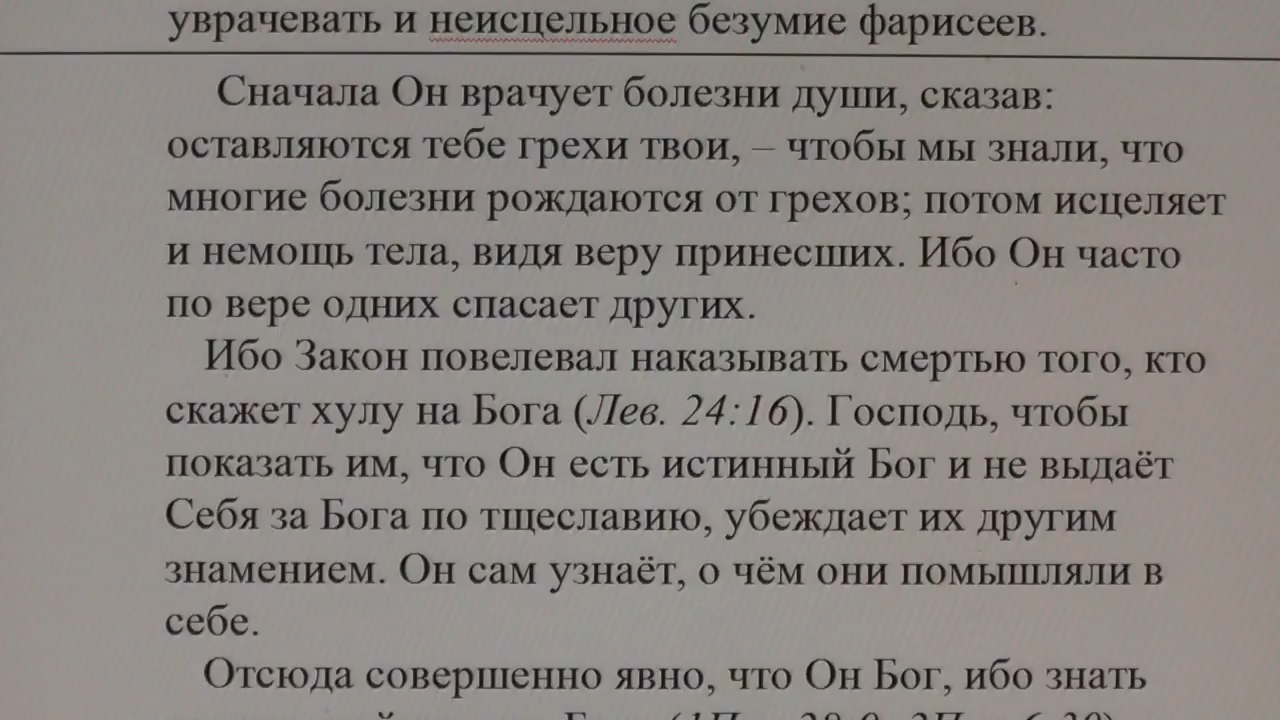 уврачевать и неисцельное безумие фарисеев.
Сначала Он врачует болезни души, сказав:
оставляются тебе грехи твои, – чтобы мы знали, что
многие болезни рождаются от грехов; потом исцеляет
и немощь тела, видя веру принесших. Ибо Он часто
по вере одних спасает других.
Ибо Закон повелевал наказывать смертью того, кто
скажет хулу на Бога (Лев. 24:16). Господь, чтобы
показать им, что Он есть истинный Бог и не выдаёт
Себя за Бога по тщеславию, убеждает их другим
знамением. Он сам узнаёт, о чём они помышляли в
себе.
Отсюда совершенно явно, что Он Бог, ибо знать